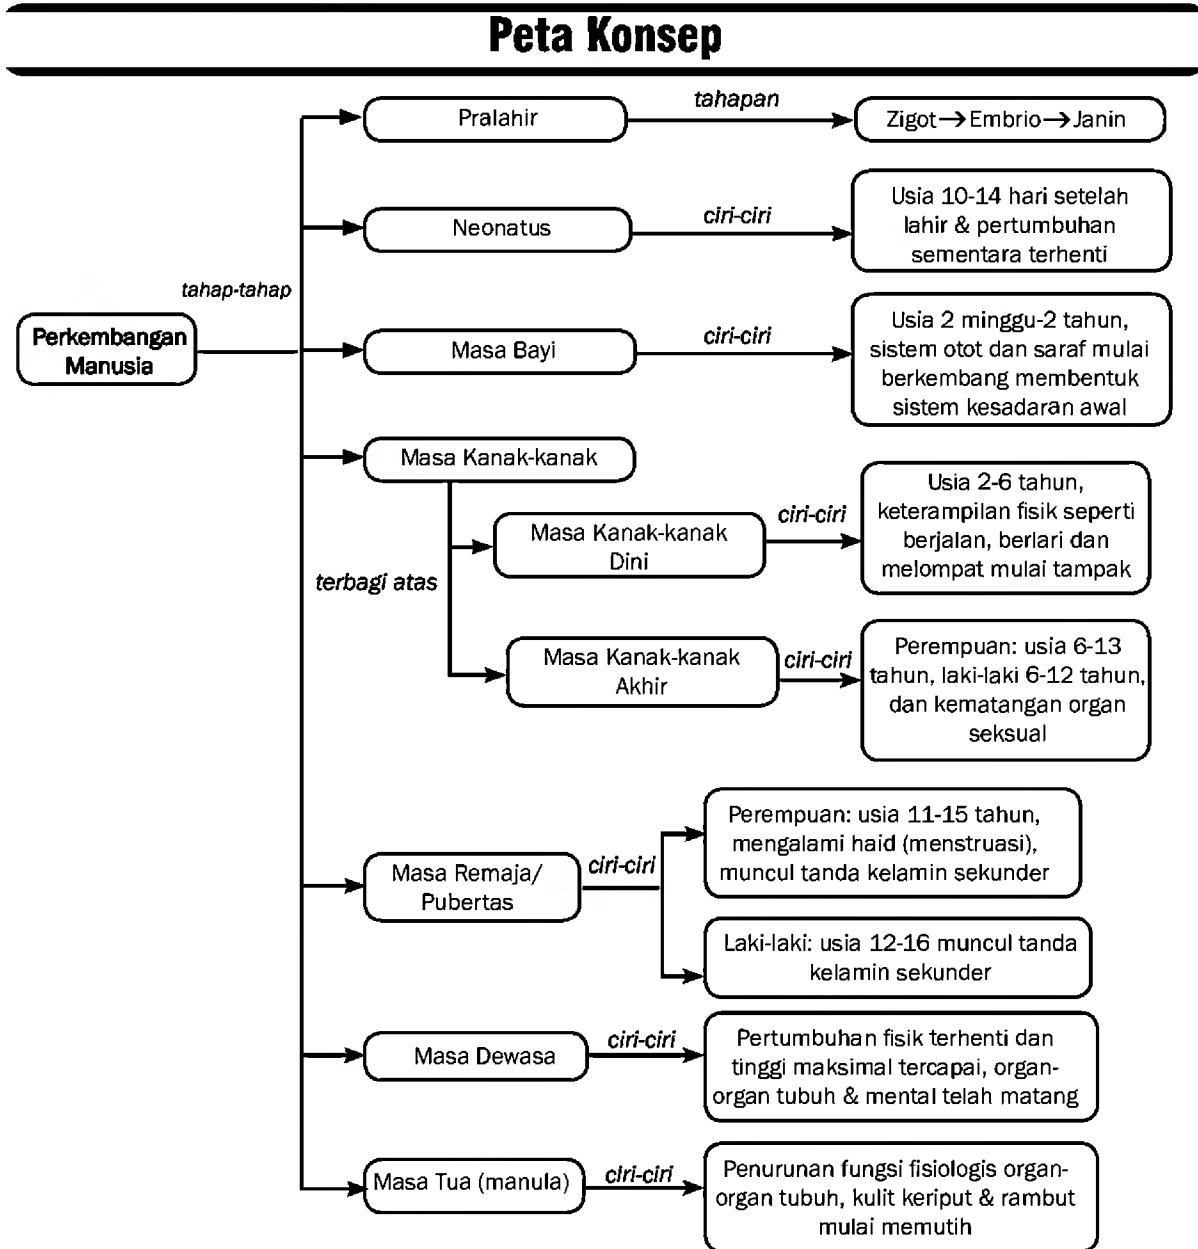 Peta Konsep
Pralahir
tahapan
Zigot→Embrio→Janin
Neonatus
ciri-ciri
Usia 10-14 hari setelah
lahir & pertumbuhan
sementara terhenti
tahap-tahap
Perkembangan
Manusia
Masa Bayi
ciri-ciri
Usia 2 minggu-2 tahun,
sistem otot dan saraf mulai
berkembang membentuk
sistem kesadaran awal
Masa Kanak-kanak
terbagi atas
Masa Kanak-kanak
Dini
ciri-ciri
Usia 2-6 tahun,
keterampilan fisik seperti
berjalan, berlari dan
melompat mulai tampak
Masa Kanak-kanak
Akhir
ciri-ciri
Perempuan: usia 6-13
tahun, laki-laki 6-12 tahun,
dan kematangan organ
seksual
Masa Remaja/
Pubertas
ciri-ciri
Perempuan: usia 11-15 tahun,
mengalami haid (menstruasi),
muncul tanda kelamin sekunder
Laki-laki: usia 12-16 muncul tanda
kelamin sekunder
Masa Dewasa
ciri-ciri
Pertumbuhan fisik terhenti dan
tinggi maksimal tercapai, organ-
organ tubuh & mental telah matang
Masa Tua (manula)
ciri-ciri
Penurunan fungsi fisiologis organ-
organ tubuh, kulit keriput & rambut
mulai memutih